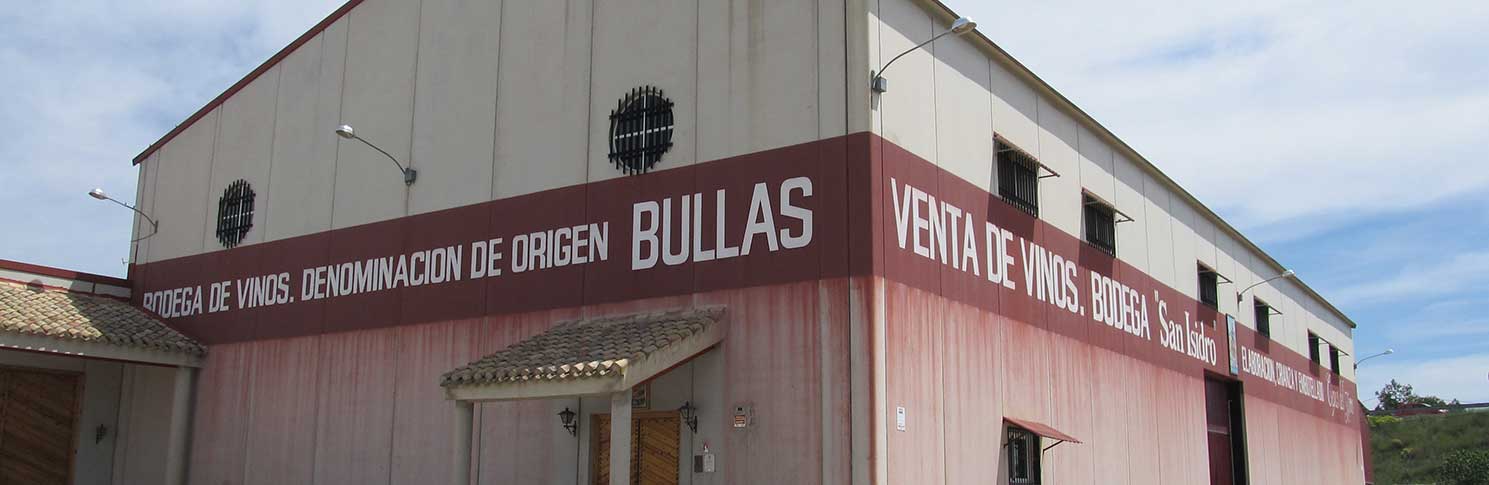 BODEGA DE VINOS. DENOMINACION DE ORIGEN BULLAS
VENTA DE VINOS. BODEGA "San Isidro"
ELABORACION, CRIANZA Y EMBOTELLADO